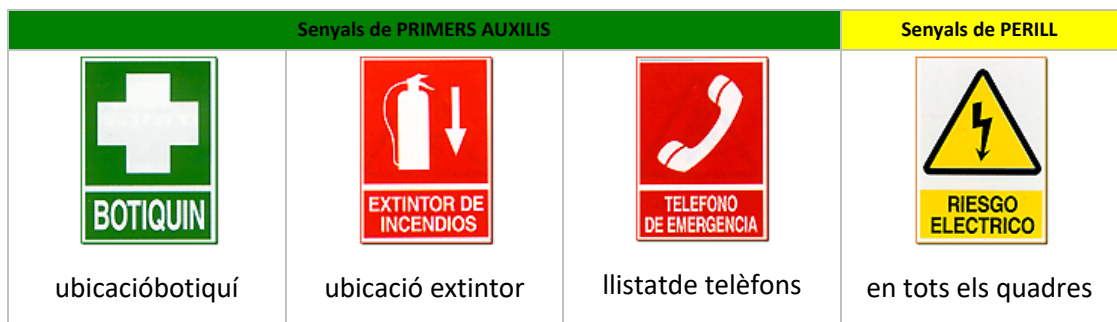 Senyals de PRIMERS AUXILIS
Senyals de PERILL
BOTIQUIN
EXTINTOR DE
INCENDIOS
TELEFONO
DE EMERGENCIA
RIESGO
ELECTRICO
ubicacióbotiquí
ubicació extintor
llistatde telèfons
en tots els quadres